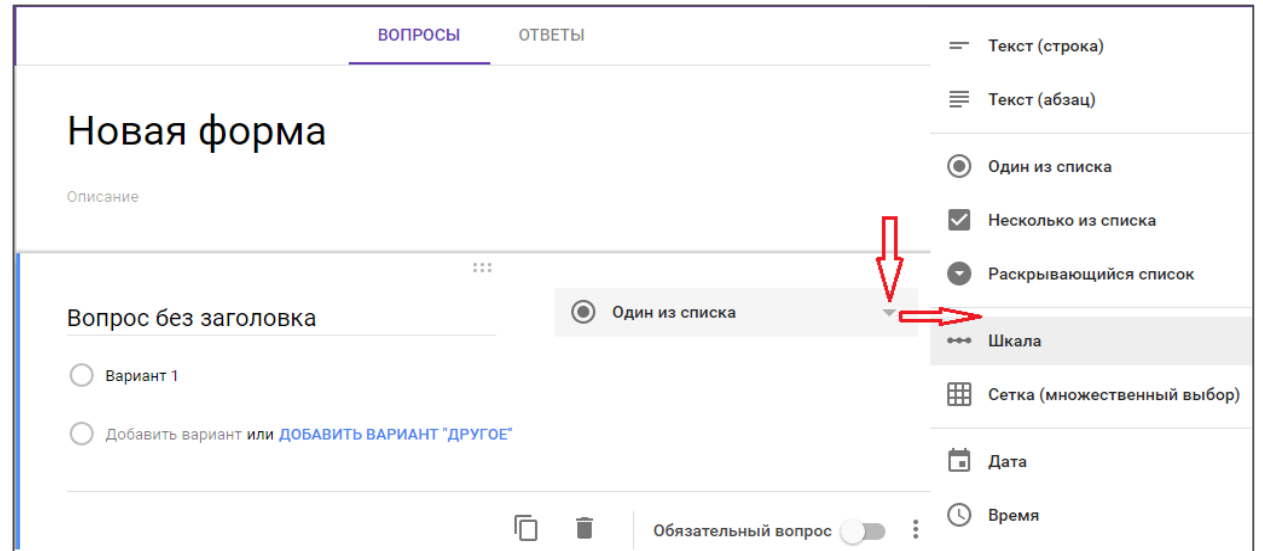 ВОПРОСЫ ОТВЕТЫ
Новая форма
Описание
Вопрос без заголовка
Один из списка
Вариант 1
Добавить вариант или ДОБАВИТЬ ВАРИАНТ "ДРУГОЕ"
Обязательный вопрос
Текст (строка)
Текст (абзац)
Один из списка
Несколько из списка
Раскрывающийся список
Шкала
Сетка (множественный выбор)
Дата
Время